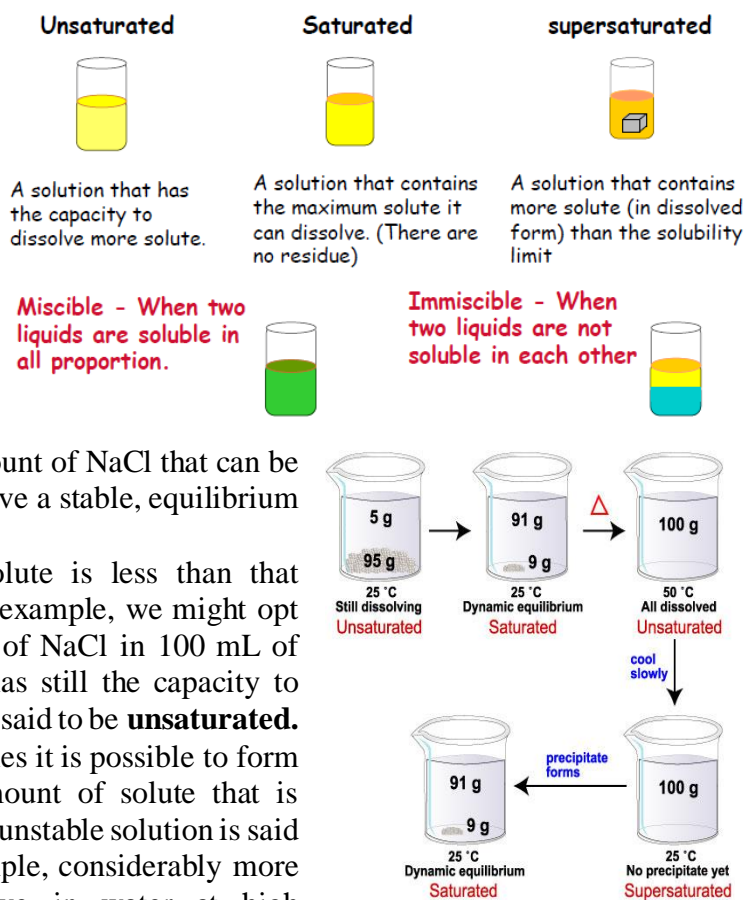 Unsaturated
Saturated
supersaturated
A solution that has
the capacity to
dissolve more solute.
A solution that contains
the maximum solute it
can dissolve. (There are
no residue)
A solution that contains
more solute (in dissolved
form) than the solubility
limit
Miscible - When two
liquids are soluble in
all proportion.
Immiscible - When
two liquids are not
soluble in each other
ount of NaCl that can be
ve a stable, equilibrium
olute is less than that
example, we might opt
of NaCl in 100 mL of
as still the capacity to
said to be unsaturated.
es it is possible to form
nount of solute that is
unstable solution is said
ple, considerably more
ve in water at high
5 g
95 g
25 °C
Still dissolving
Unsaturated
91 g
9 g
25 °C
Dynamic equilibrium
Saturated
Δ
100 g
50 °C
All dissolved
Unsaturated
cool
slowly
100 g
25 °C
No precipitate yet
Supersaturated
precipitate
forms
91 g
9 g
25 °C
Dynamic equilibrium
Saturated